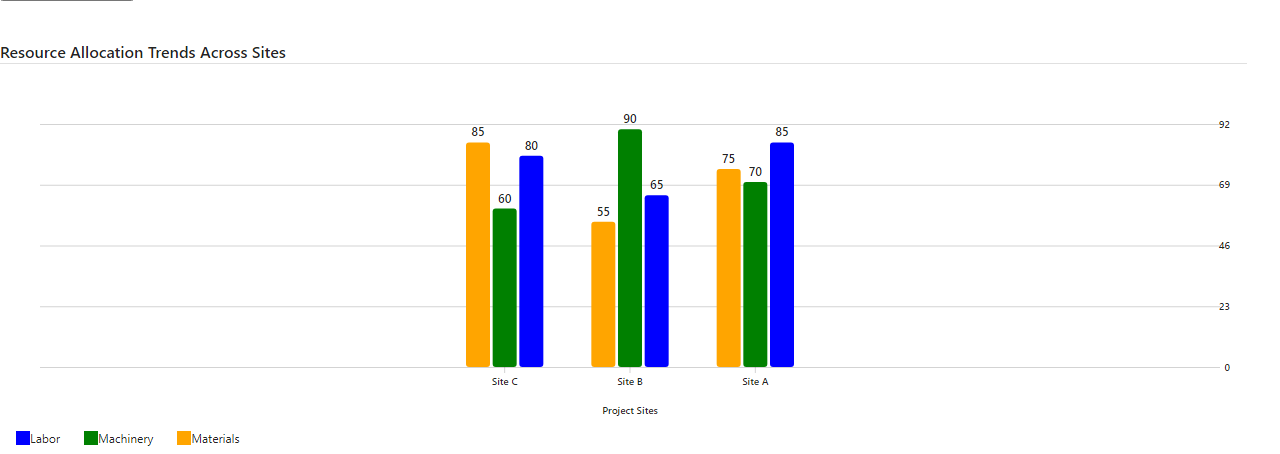 Resource Allocation Trends Across Sites
90
92
85
85
80
75
70
69
65
60
55
46
23
0
Site C
Site B
Site A
Project Sites
Labor
Machinery
Materials